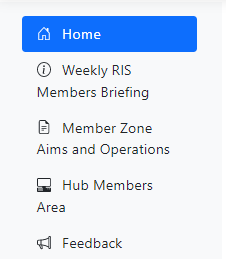 Home
Weekly RIS
Members Briefing
Member Zone
Aims and Operations
Hub Members
Area
Feedback